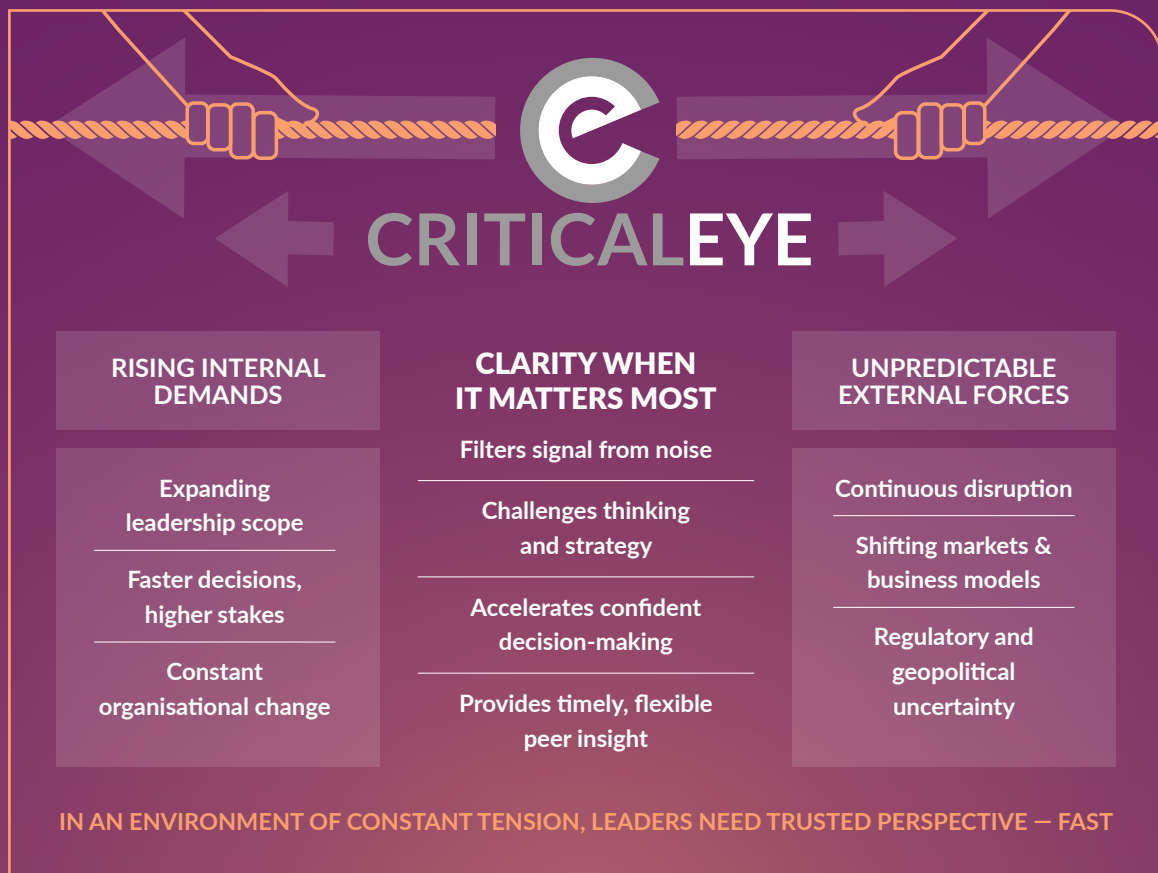 CRITICALEYE
RISING INTERNAL
DEMANDS
Expanding
leadership scope
Faster decisions,
higher stakes
Constant
organisational change
CLARITY WHEN
IT MATTERS MOST
Filters signal from noise
Challenges thinking
and strategy
Accelerates confident
decision-making
Provides timely, flexible
peer insight
UNPREDICTABLE
EXTERNAL FORCES
Continuous disruption
Shifting markets &
business models
Regulatory and
geopolitical
uncertainty
IN AN ENVIRONMENT OF CONSTANT TENSION, LEADERS NEED TRUSTED PERSPECTIVE — FAST